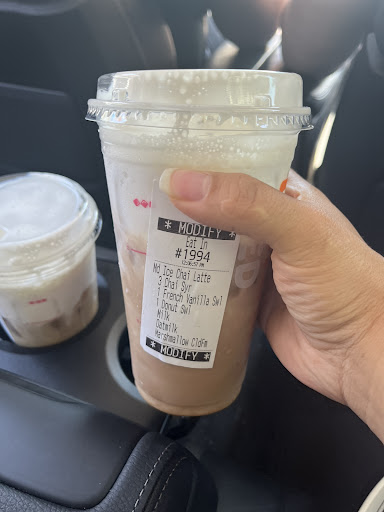 * MODIFY *
Eat In
#1994
Md Ice Chai Latte
3 Chai Syr
1 French Vanilla Swl
1 Donut Swl
Milk
Oatmilk
Marshmallow CldFm
* MODIFY *